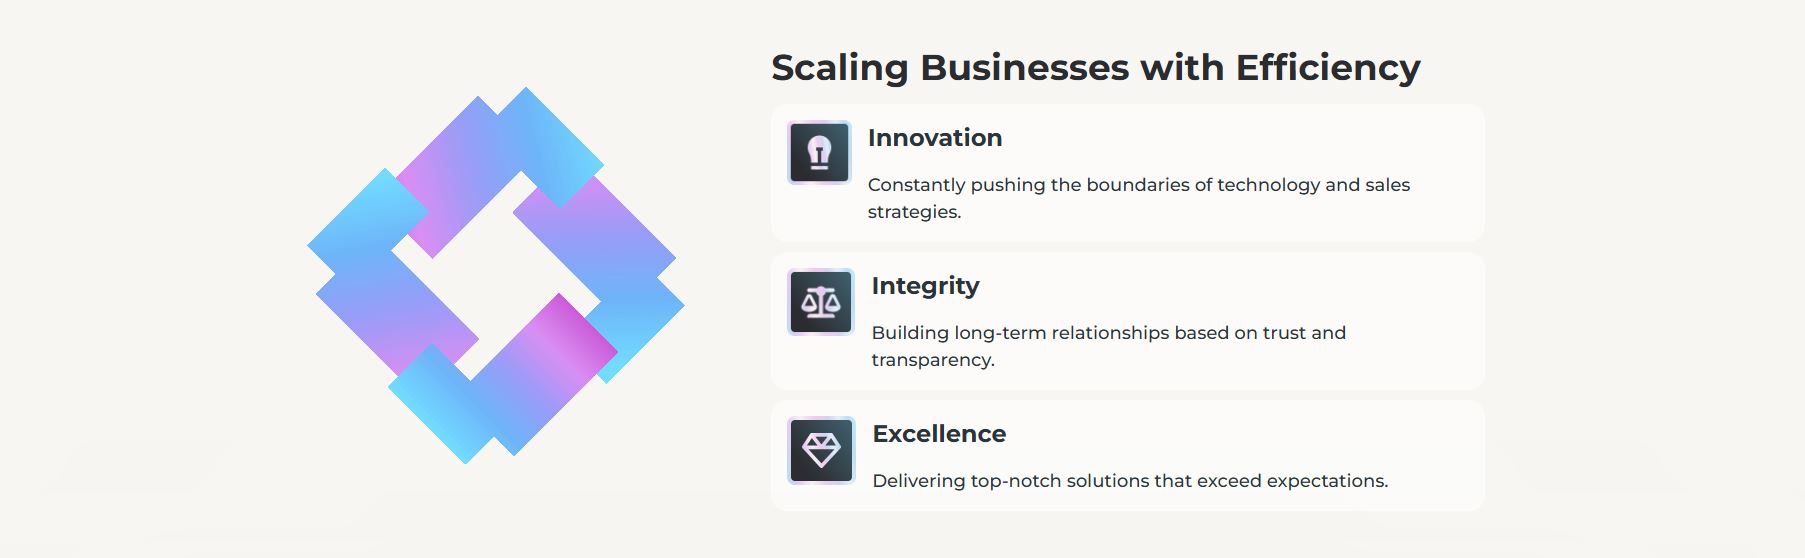 Scaling Businesses with Efficiency
Innovation
Constantly pushing the boundaries of technology and sales
strategies.
Integrity
Building long-term relationships based on trust and
transparency.
Excellence
Delivering top-notch solutions that exceed expectations.